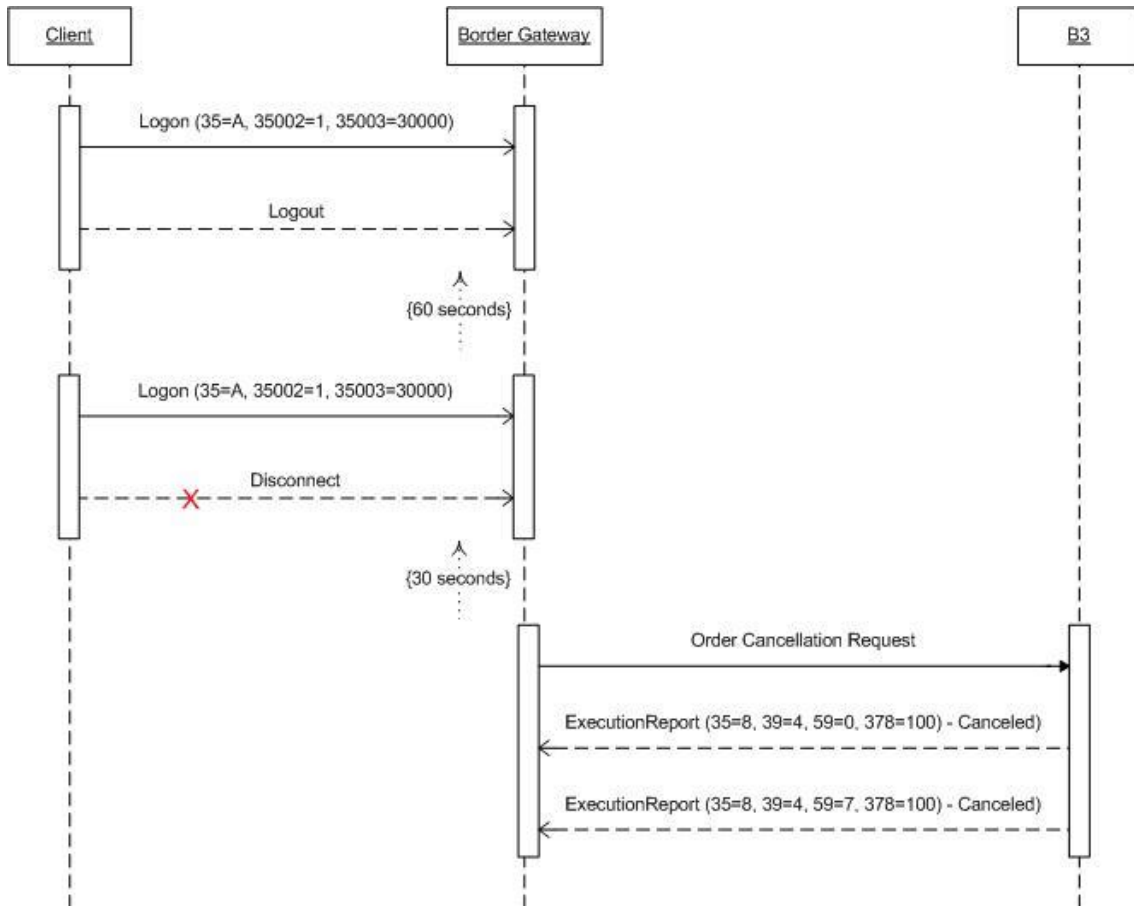 Client
Border Gateway
B3
Logon (35=A, 35002=1, 35003=30000)
Logout
{60 seconds}
Logon (35=A, 35002=1, 35003=30000)
Disconnect
{30 seconds}
Order Cancellation Request
ExecutionReport (35=8, 39=4, 59=0, 378=100) - Canceled)
ExecutionReport (35=8, 39=4, 59=7, 378=100) - Canceled)